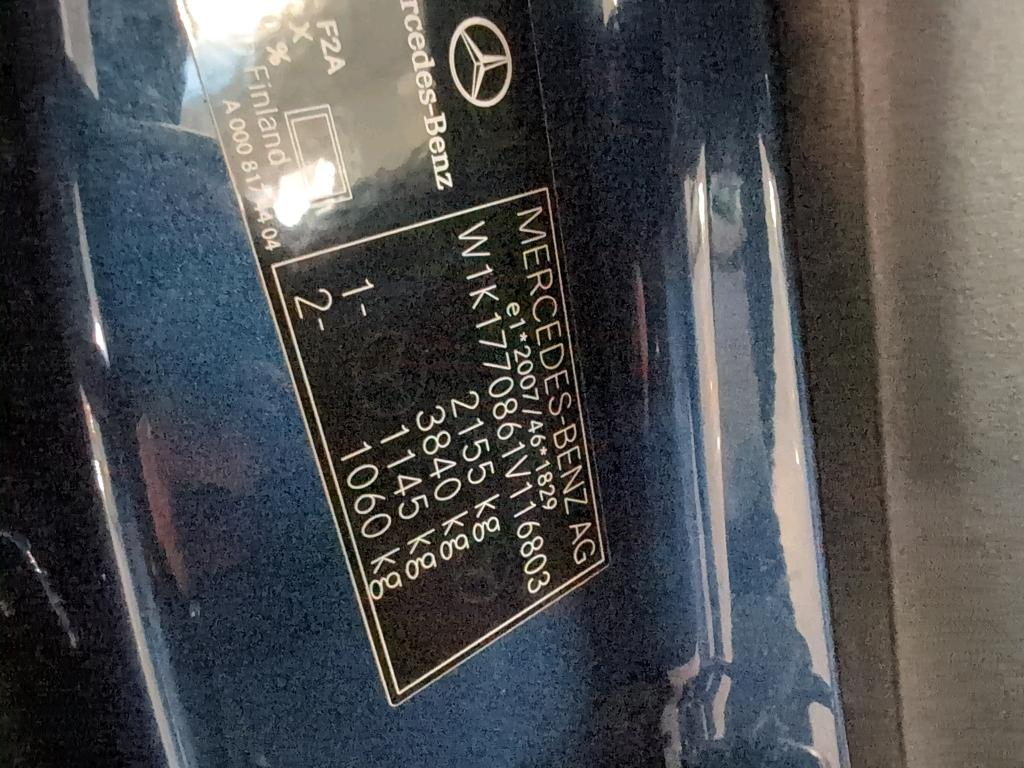 rcedes-Benz
F2A
X
%
Finland
MERCEDES-BENZ AG
e1*2007/46*1829
W1K1770861V116803
2155 kg
3840 kg
1- 1145 kg
2- 1060 kg